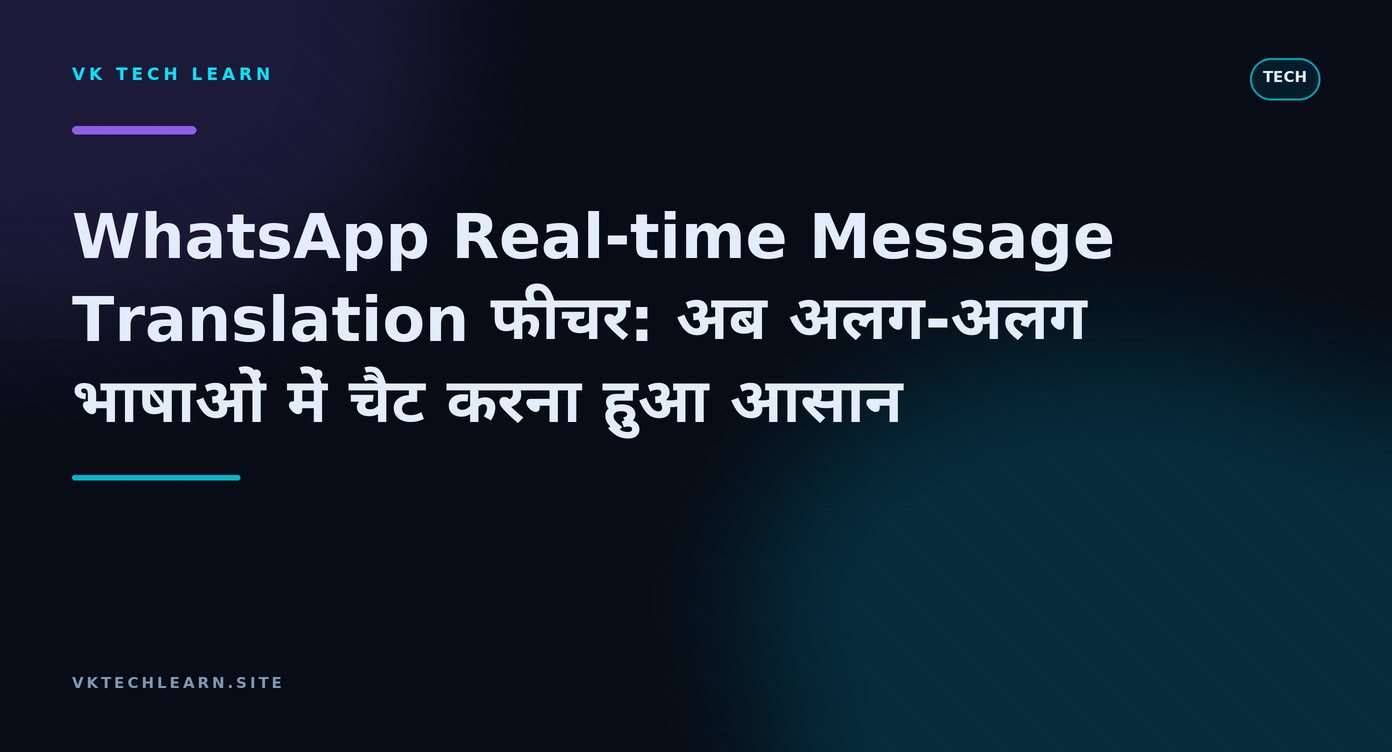 VK TECH LEARN
TECH
WhatsApp Real-time Message
Translation फीचर: अब अलग-अलग
भाषाओं में चैट करना हुआ आसान
VKTECHLEARN.SITE